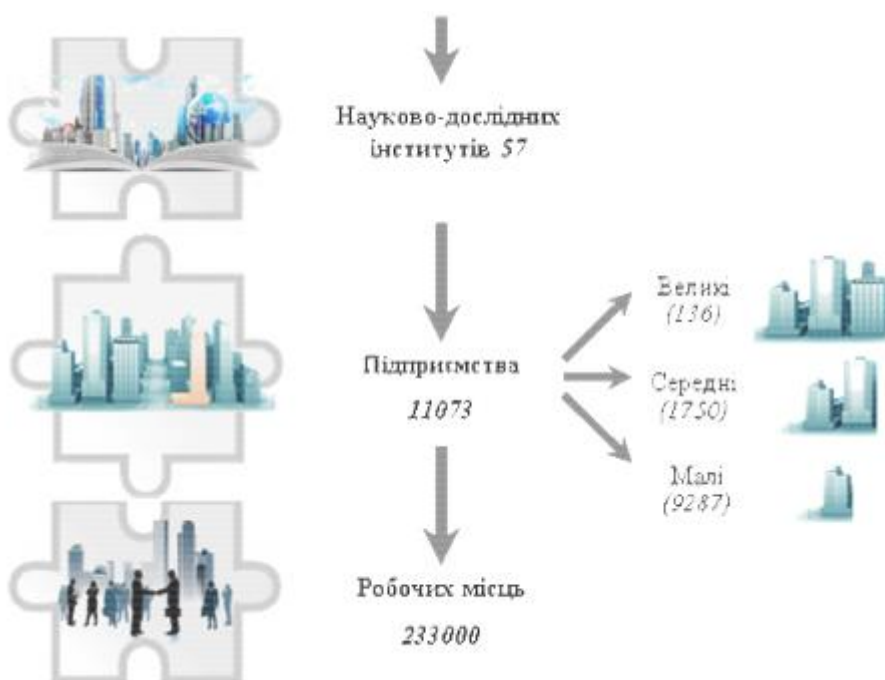 Науково-дослідних
інститутів 57
Підприємства
11073
Великі
(136)
Середні
(1750)
Малі
(9287)
Робочих місць
233000